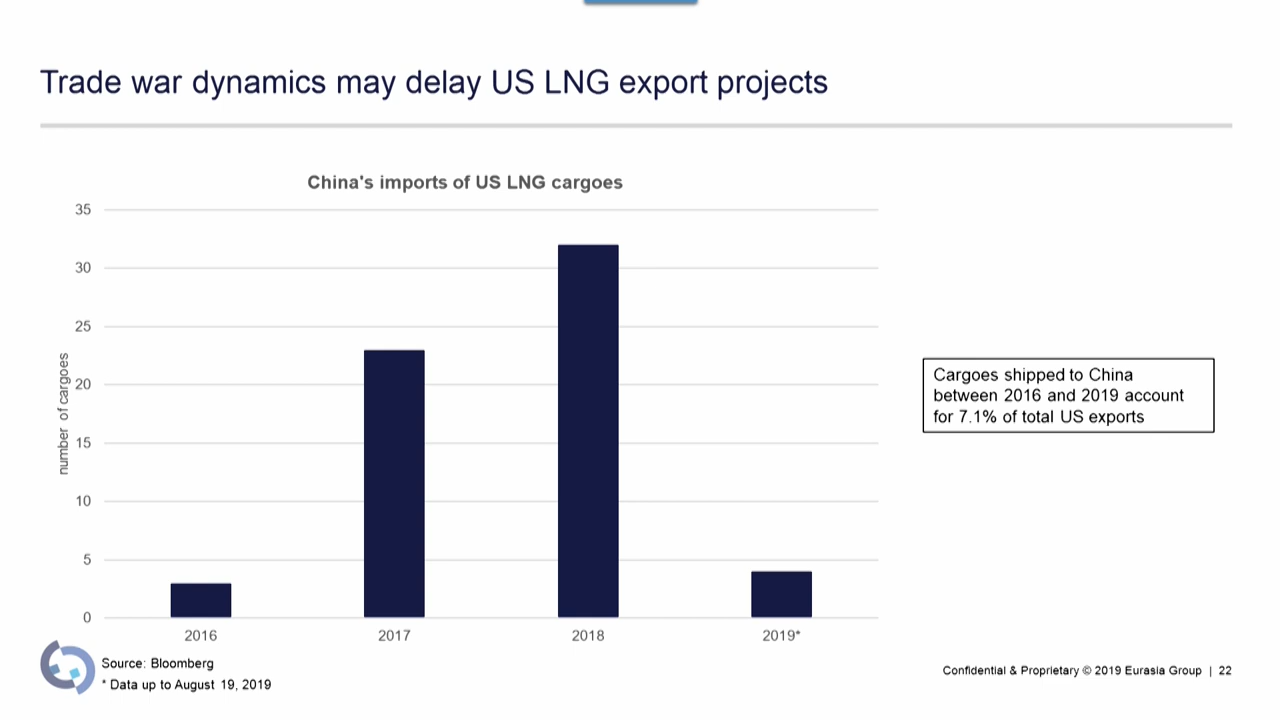 Trade war dynamics may delay US LNG export projects
China's imports of US LNG cargoes
35
30
25
20
15
10
5
0
number of cargoes
2016
2017
2018
2019*
Cargoes shipped to China
between 2016 and 2019 account
for 7.1% of total US exports
Source: Bloomberg
* Data up to August 19, 2019
Confidential & Proprietary © 2019 Eurasia Group | 22